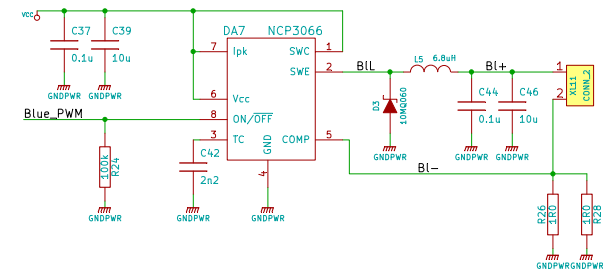 VCC
C37
0.1u
GNDPWR
C39
10u
GNDPWR
DA7
NCP3066
7
Ipk
SWC
1
SWE
2
6
Vcc
Blue_PWM
8
ON/OFF
3
TC
COMP
5
GND
4
GNDPWR
100k
R24
GNDPWR
C42
2n2
GNDPWR
BlL
L5
6.8uH
Bl+
D3
10MQ060
GNDPWR
C44
0.1u
GNDPWR
C46
10u
GNDPWR
1
2
X111
CONN_2
Bl-
R26
1R0
GNDPWR
1R0
R28
GNDPWR